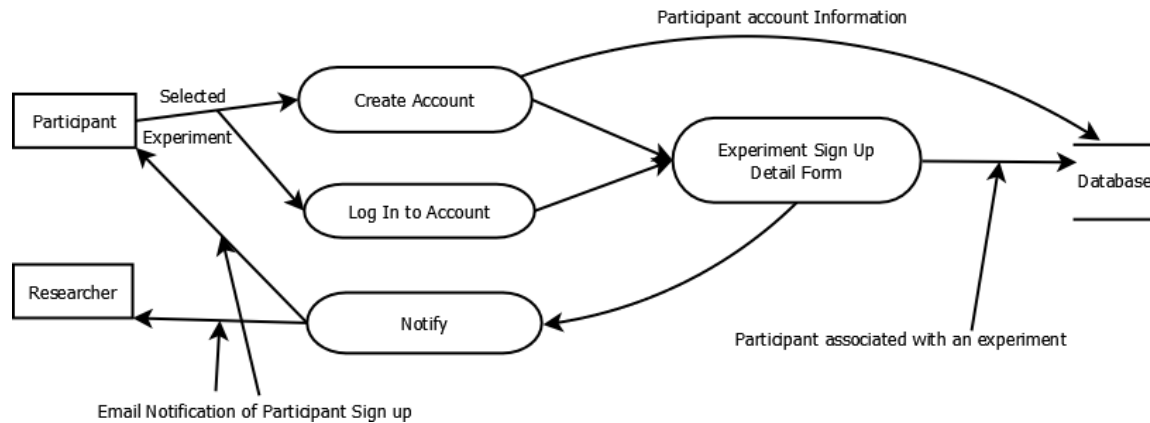 Participant account Information
Selected
Create Account
Participant
Experiment
Experiment Sign Up
Detail Form
Database
Log In to Account
Researcher
Notify
Participant associated with an experiment
Email Notification of Participant Sign up